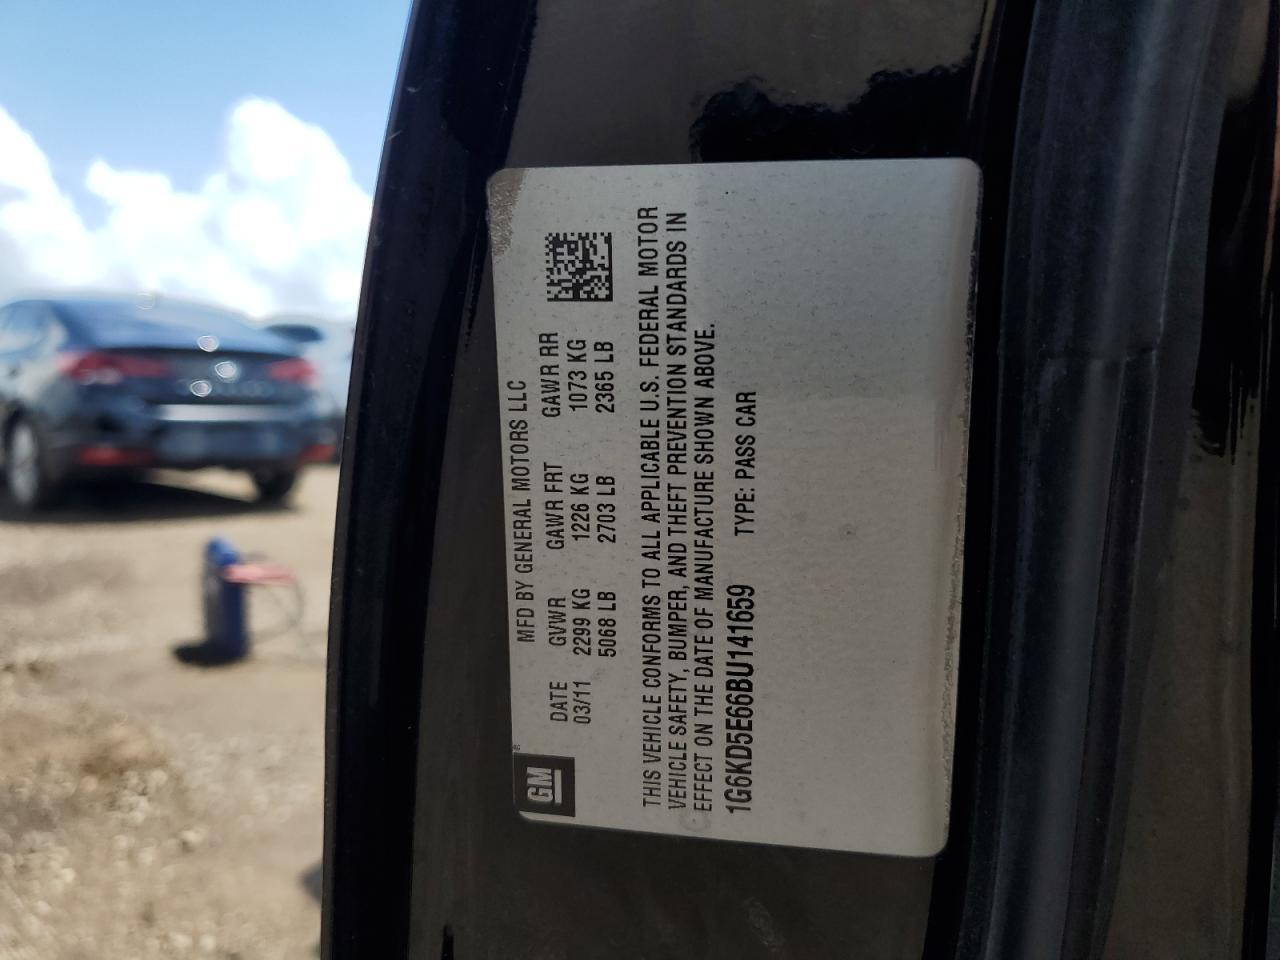 MFD BY GENERAL MOTORS LLC
DATE GVWR GAWR FRT GAWR RR
03/11 2299 KG 1226 KG 1073 KG
5068 LB 2703 LB 2365 LB
GM
THIS VEHICLE CONFORMS TO ALL APPLICABLE U.S. FEDERAL MOTOR
VEHICLE SAFETY, BUMPER, AND THEFT PREVENTION STANDARDS IN
EFFECT ON THE DATE OF MANUFACTURE SHOWN ABOVE.
1G6KD5E66BU141659 TYPE: PASS CAR